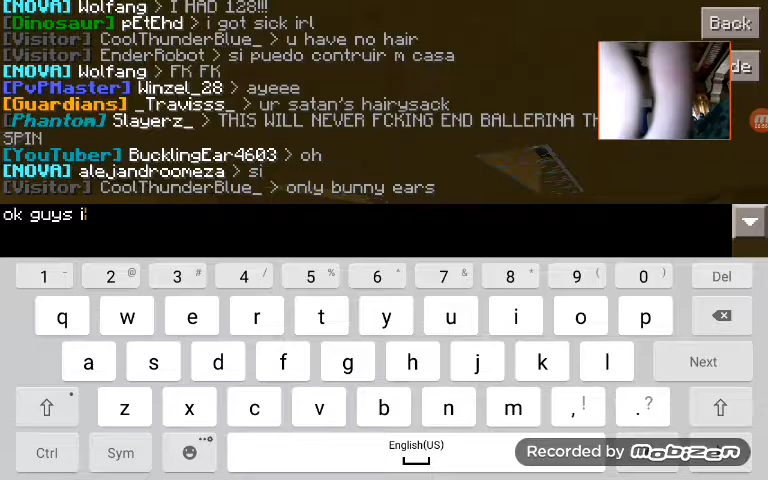 [NOVA] Wolfang > I HAD 128!!!
[Dinosaur] pEtEhd > i got sick irl
[Visitor] CoolThunderBlue_ > u have no hair
[Visitor] EnderRobot > si puedo contruir m casa
[NOVA] Wolfang > FK FK
[PvPMaster] Winzel_28 > ayeee
[Guardians] _Travisss_ > ur satan's hairysack
[Phantom] Slayerz_ > THIS WILL NEVER FCKING END BALLERINA TH
SPIN
[YouTuber] BucklingEar4603 > oh
[NOVA] alejandroomeza > si
[Visitor] CoolThunderBlue_ > only bunny ears
Back
de
ok guys i
1 - 2 @ 3 # 4 / 5 % 6 ^ 7 & 8 * 9 ( 0 ) Del
q w e r t y u i o p
a s d f g h j k l Next
z x c v b n m , ! . ?
Ctrl Sym English(US)
Recorded by mobizen